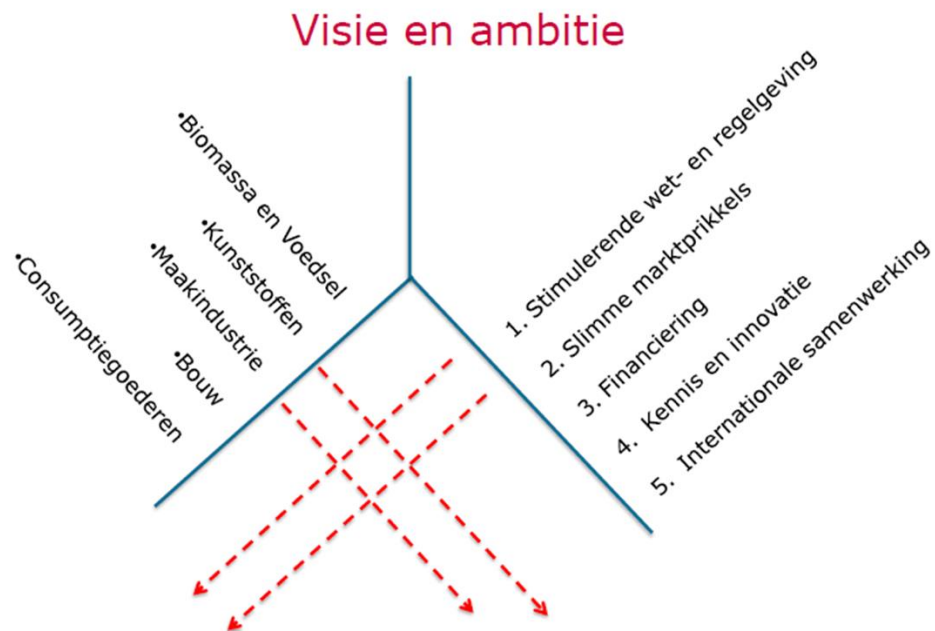 Visie en ambitie
•Biomassa en Voedsel
•Kunststoffen
•Maakindustrie
•Bouw
•Consumptiegoederen
1. Stimulerende wet- en regelgeving
2. Slimme marktprikkels
3. Financiering
4. Kennis en innovatie
5. Internationale samenwerking